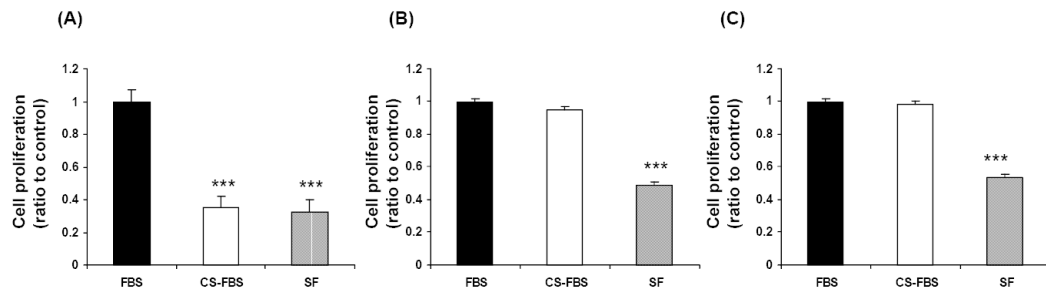 (A)
Cell proliferation
(ratio to control)
1.2
1
0.8
0.6
0.4
0.2
0
***
***
FBS CS-FBS SF
(B)
Cell proliferation
(ratio to control)
1.2
1
0.8
0.6
0.4
0.2
0
***
FBS CS-FBS SF
(C)
Cell proliferation
(ratio to control)
1.2
1
0.8
0.6
0.4
0.2
0
***
FBS CS-FBS SF